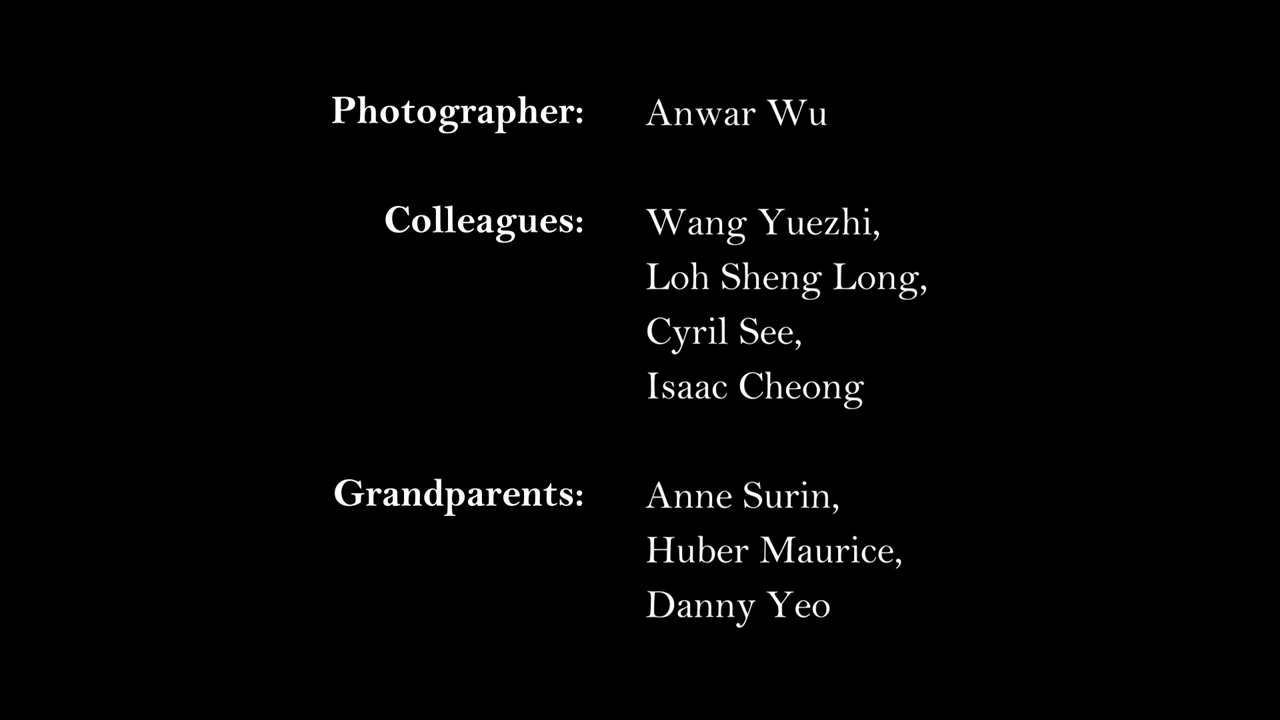 Photographer: Anwar Wu
Colleagues: Wang Yuezhi,
Loh Sheng Long,
Cyril See,
Isaac Cheong
Grandparents: Anne Surin,
Huber Maurice,
Danny Yeo